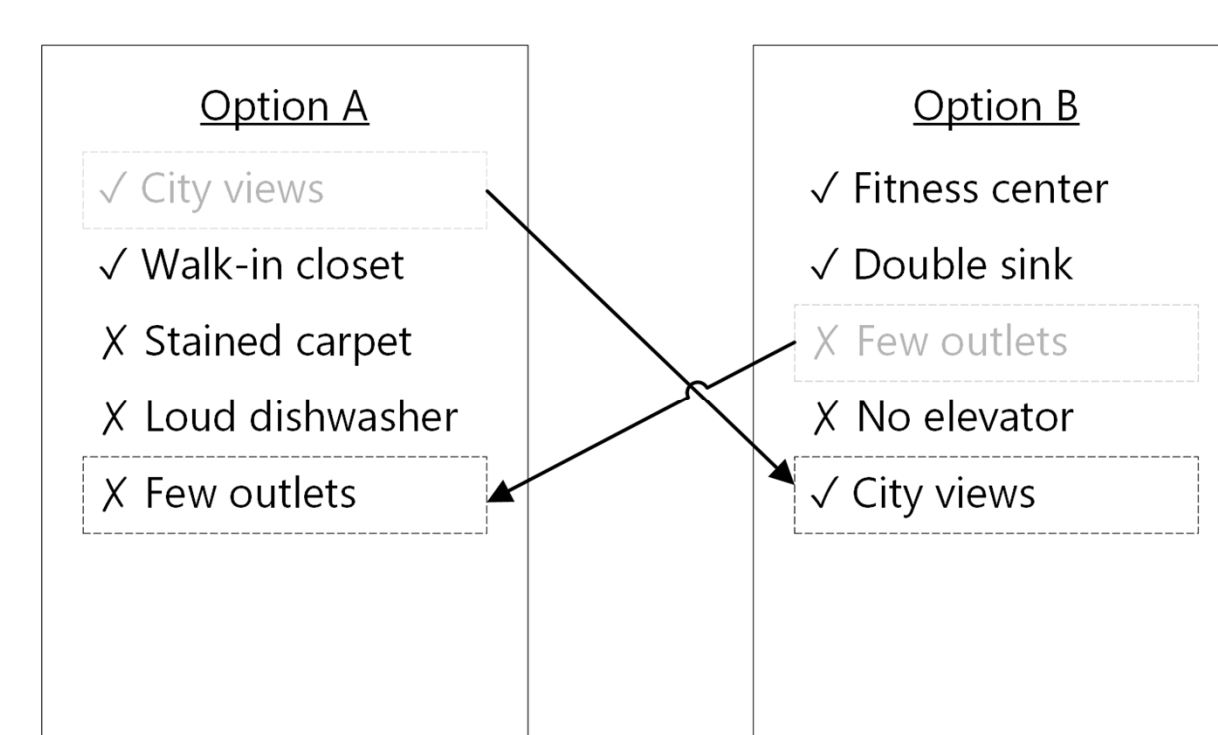 Option A
✓ City views
✓ Walk-in closet
✗ Stained carpet
✗ Loud dishwasher
✗ Few outlets
Option B
✓ Fitness center
✓ Double sink
✗ Few outlets
✗ No elevator
✓ City views